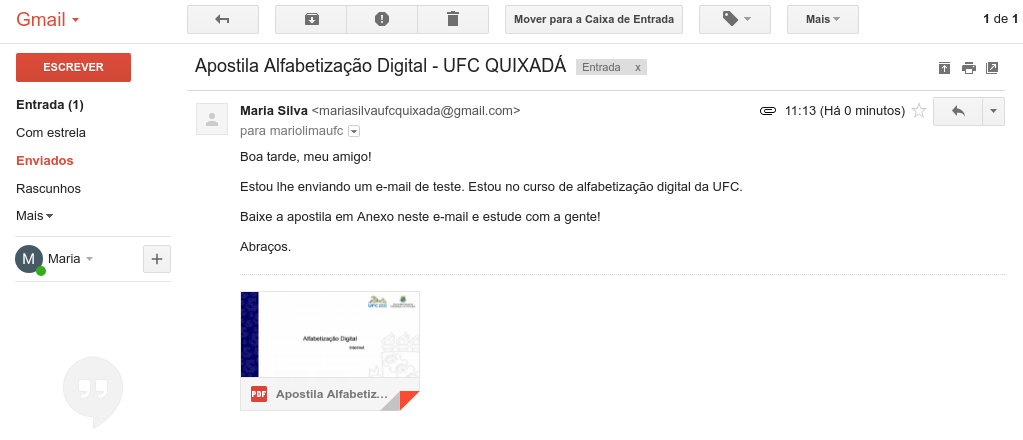 Gmail
Mover para a Caixa de Entrada
Mais
1 de 1
ESCREVER
Apostila Alfabetização Digital - UFC QUIXADÁ
Entrada x
Entrada (1)
Maria Silva <mariasilvaufcquixada@gmail.com>
11:13 (Há 0 minutos)
para mariolimaufc
Com estrela
Enviados
Rascunhos
Mais
Boa tarde, meu amigo!
Estou lhe enviando um e-mail de teste. Estou no curso de alfabetização digital da UFC.
Baixe a apostila em Anexo neste e-mail e estude com a gente!
Abraços.
M Maria
Alfabetização Digital
Internet
PDF Apostila Alfabetiz...